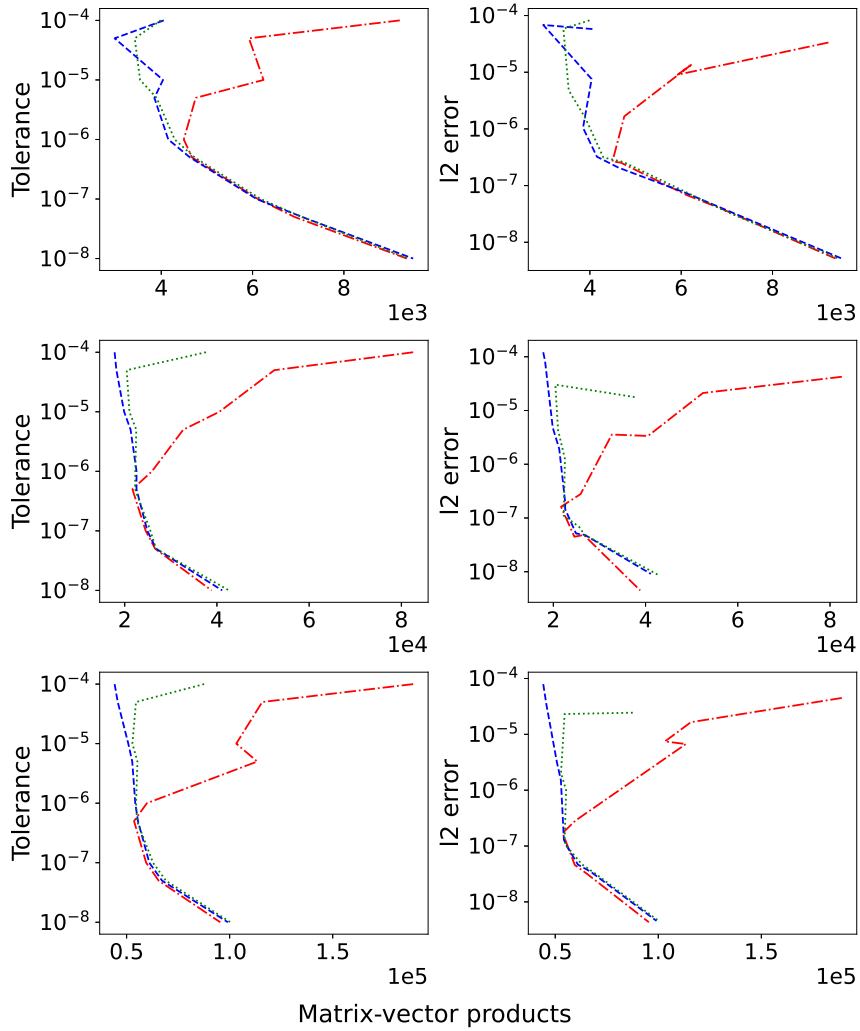 Tolerance
10⁻⁴
10⁻⁵
10⁻⁶
10⁻⁷
10⁻⁸
4 6 8
1e3
l2 error
10⁻⁴
10⁻⁵
10⁻⁶
10⁻⁷
10⁻⁸
4 6 8
1e3
Tolerance
10⁻⁴
10⁻⁵
10⁻⁶
10⁻⁷
10⁻⁸
2 4 6 8
1e4
l2 error
10⁻⁴
10⁻⁵
10⁻⁶
10⁻⁷
10⁻⁸
2 4 6 8
1e4
Tolerance
10⁻⁴
10⁻⁵
10⁻⁶
10⁻⁷
10⁻⁸
0.5 1.0 1.5
1e5
l2 error
10⁻⁴
10⁻⁵
10⁻⁶
10⁻⁷
10⁻⁸
0.5 1.0 1.5
1e5
Matrix-vector products